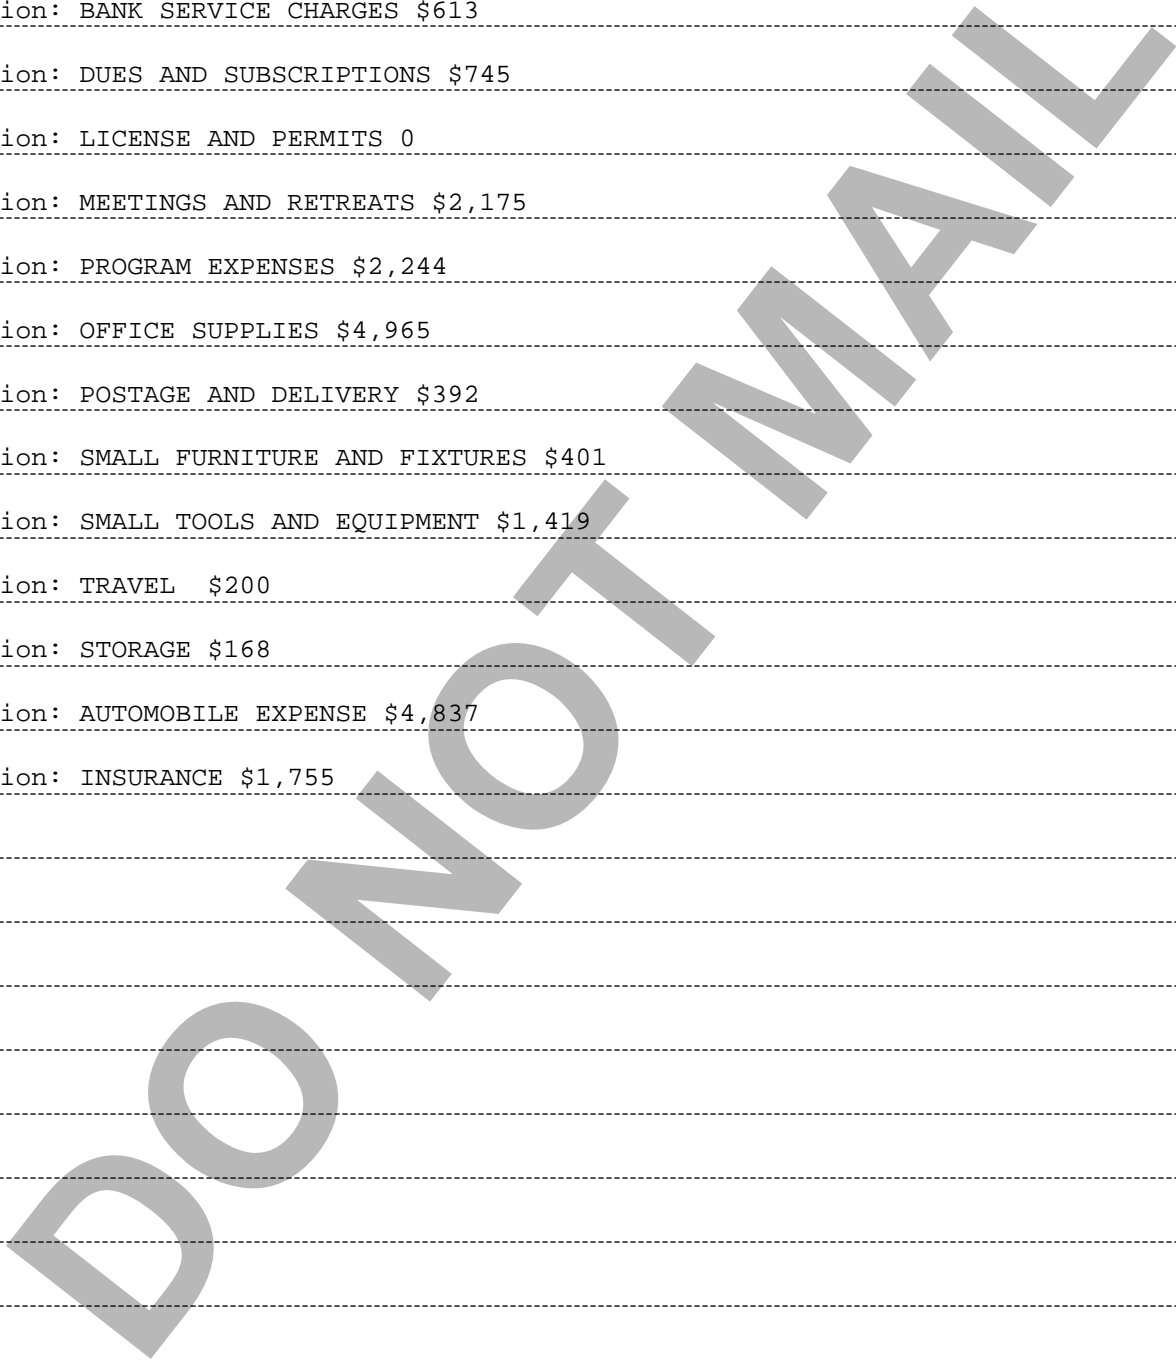 ion: BANK SERVICE CHARGES $613
ion: DUES AND SUBSCRIPTIONS $745
ion: LICENSE AND PERMITS 0
ion: MEETINGS AND RETREATS $2,175
ion: PROGRAM EXPENSES $2,244
ion: OFFICE SUPPLIES $4,965
ion: POSTAGE AND DELIVERY $392
ion: SMALL FURNITURE AND FIXTURES $401
ion: SMALL TOOLS AND EQUIPMENT $1,419
ion: TRAVEL  $200
ion: STORAGE $168
ion: AUTOMOBILE EXPENSE $4,837
ion: INSURANCE $1,755
DO NOT MAIL